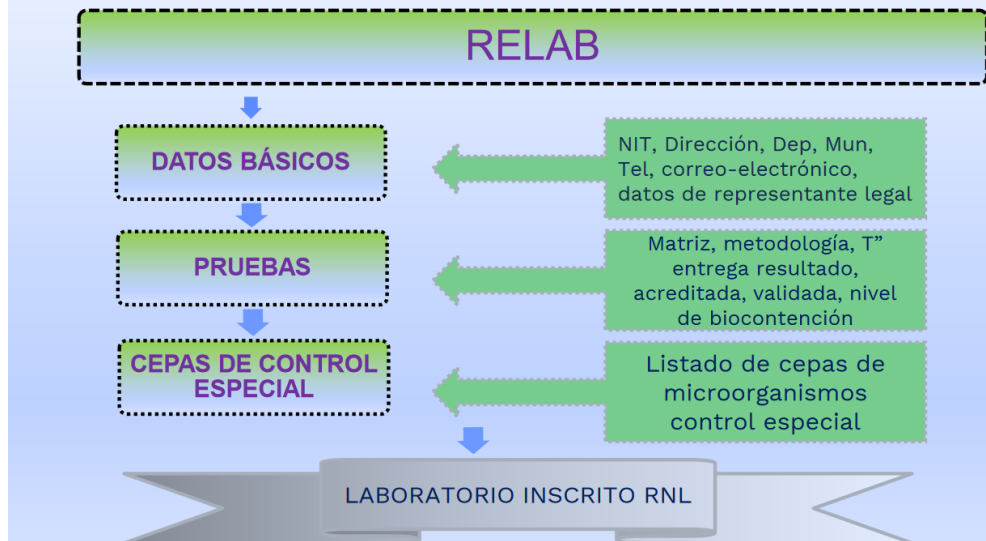 RELAB
DATOS BÁSICOS
NIT, Dirección, Dep, Mun,
Tel, correo-electrónico,
datos de representante legal
PRUEBAS
Matriz, metodología, T”
entrega resultado,
acreditada, validada, nivel
de biocontención
CEPAS DE CONTROL
ESPECIAL
Listado de cepas de
microorganismos
control especial
LABORATORIO INSCRITO RNL